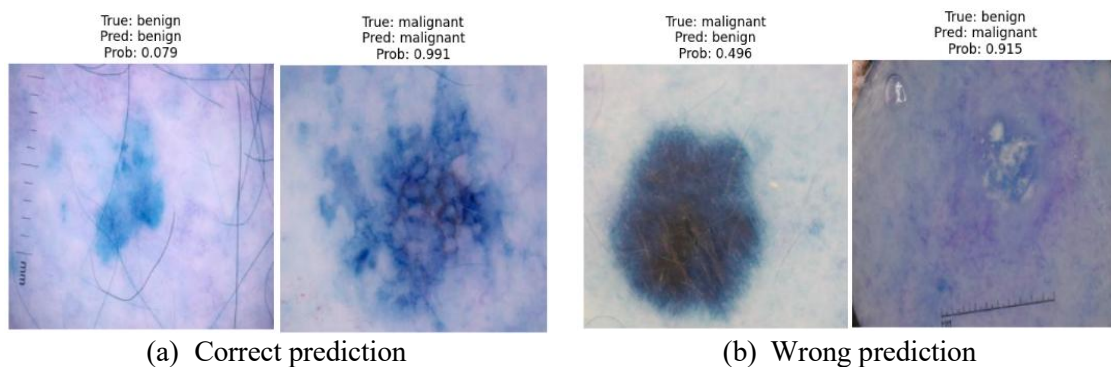 True: benign
Pred: benign
Prob: 0.079
True: malignant
Pred: malignant
Prob: 0.991
True: malignant
Pred: benign
Prob: 0.496
True: benign
Pred: malignant
Prob: 0.915
mm
(a) Correct prediction
(b) Wrong prediction